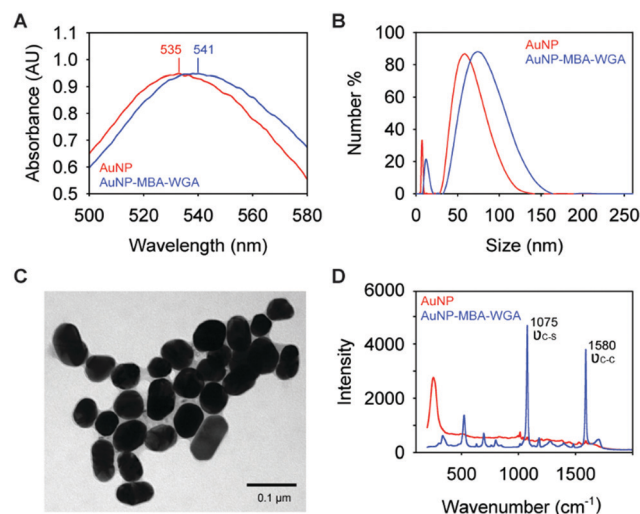 A
535 541
1.0
0.9
0.8
0.7
0.6
0.5
Absorbance (AU)
AuNP
AuNP-MBA-WGA
500 520 540 560 580
Wavelength (nm)
B
AuNP
AuNP-MBA-WGA
100
80
60
40
20
0
Number %
0 50 100 150 200 250
Size (nm)
C
0.1 µm
D
AuNP
AuNP-MBA-WGA
1075
υC-S
1580
υC-C
6000
4000
2000
0
Intensity
500 1000 1500
Wavenumber (cm⁻¹)